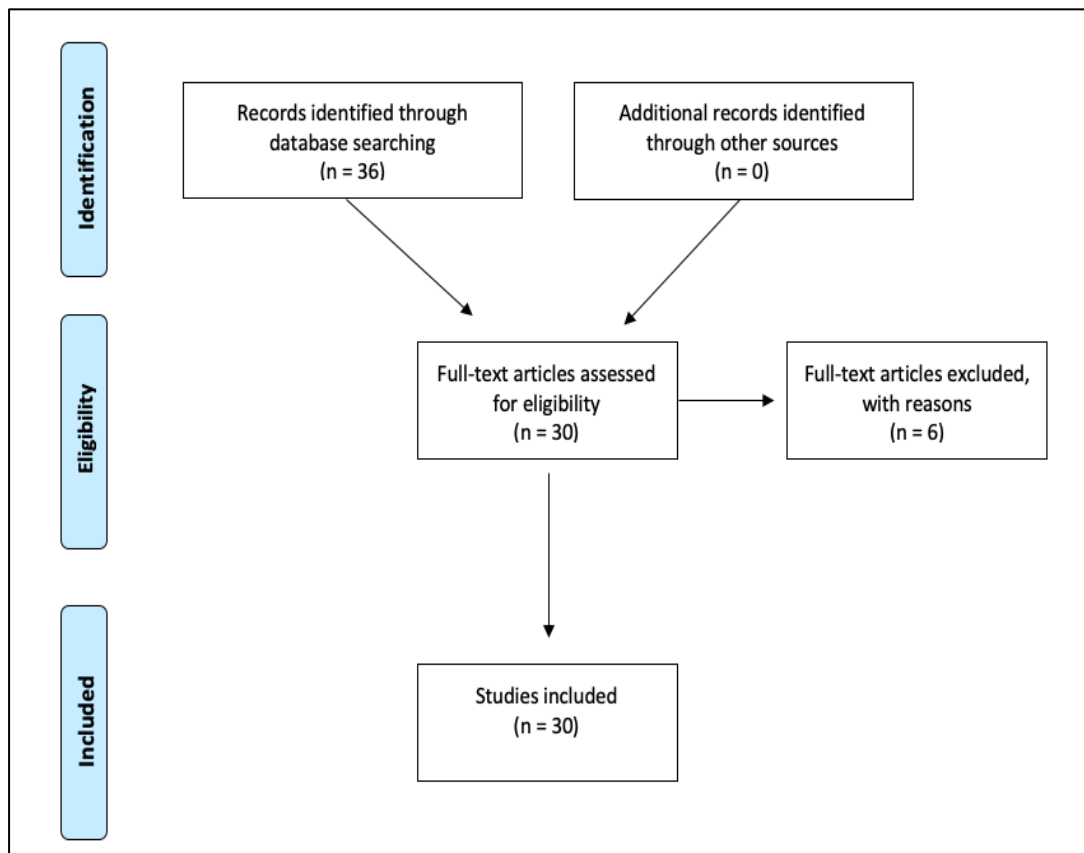 Identification
Records identified through
database searching
(n = 36)
Additional records identified
through other sources
(n = 0)
Eligibility
Full-text articles assessed
for eligibility
(n = 30)
Full-text articles excluded,
with reasons
(n = 6)
Included
Studies included
(n = 30)